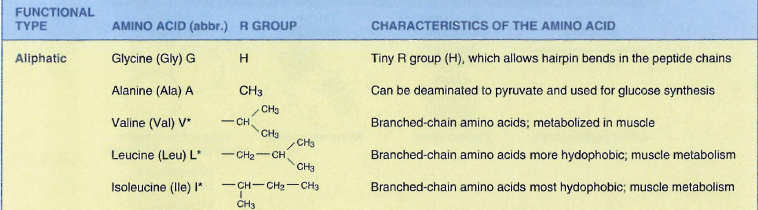 FUNCTIONAL
TYPE AMINO ACID (abbr.) R GROUP CHARACTERISTICS OF THE AMINO ACID
Aliphatic Glycine (Gly) G H Tiny R group (H), which allows hairpin bends in the peptide chains
Alanine (Ala) A CH3 Can be deaminated to pyruvate and used for glucose synthesis
CH3
Valine (Val) V* —CH Branched-chain amino acids; metabolized in muscle
CH3
CH3
Leucine (Leu) L* —CH2—CH Branched-chain amino acids more hydophobic; muscle metabolism
CH3
Isoleucine (Ile) I* —CH—CH2—CH3 Branched-chain amino acids most hydophobic; muscle metabolism
CH3